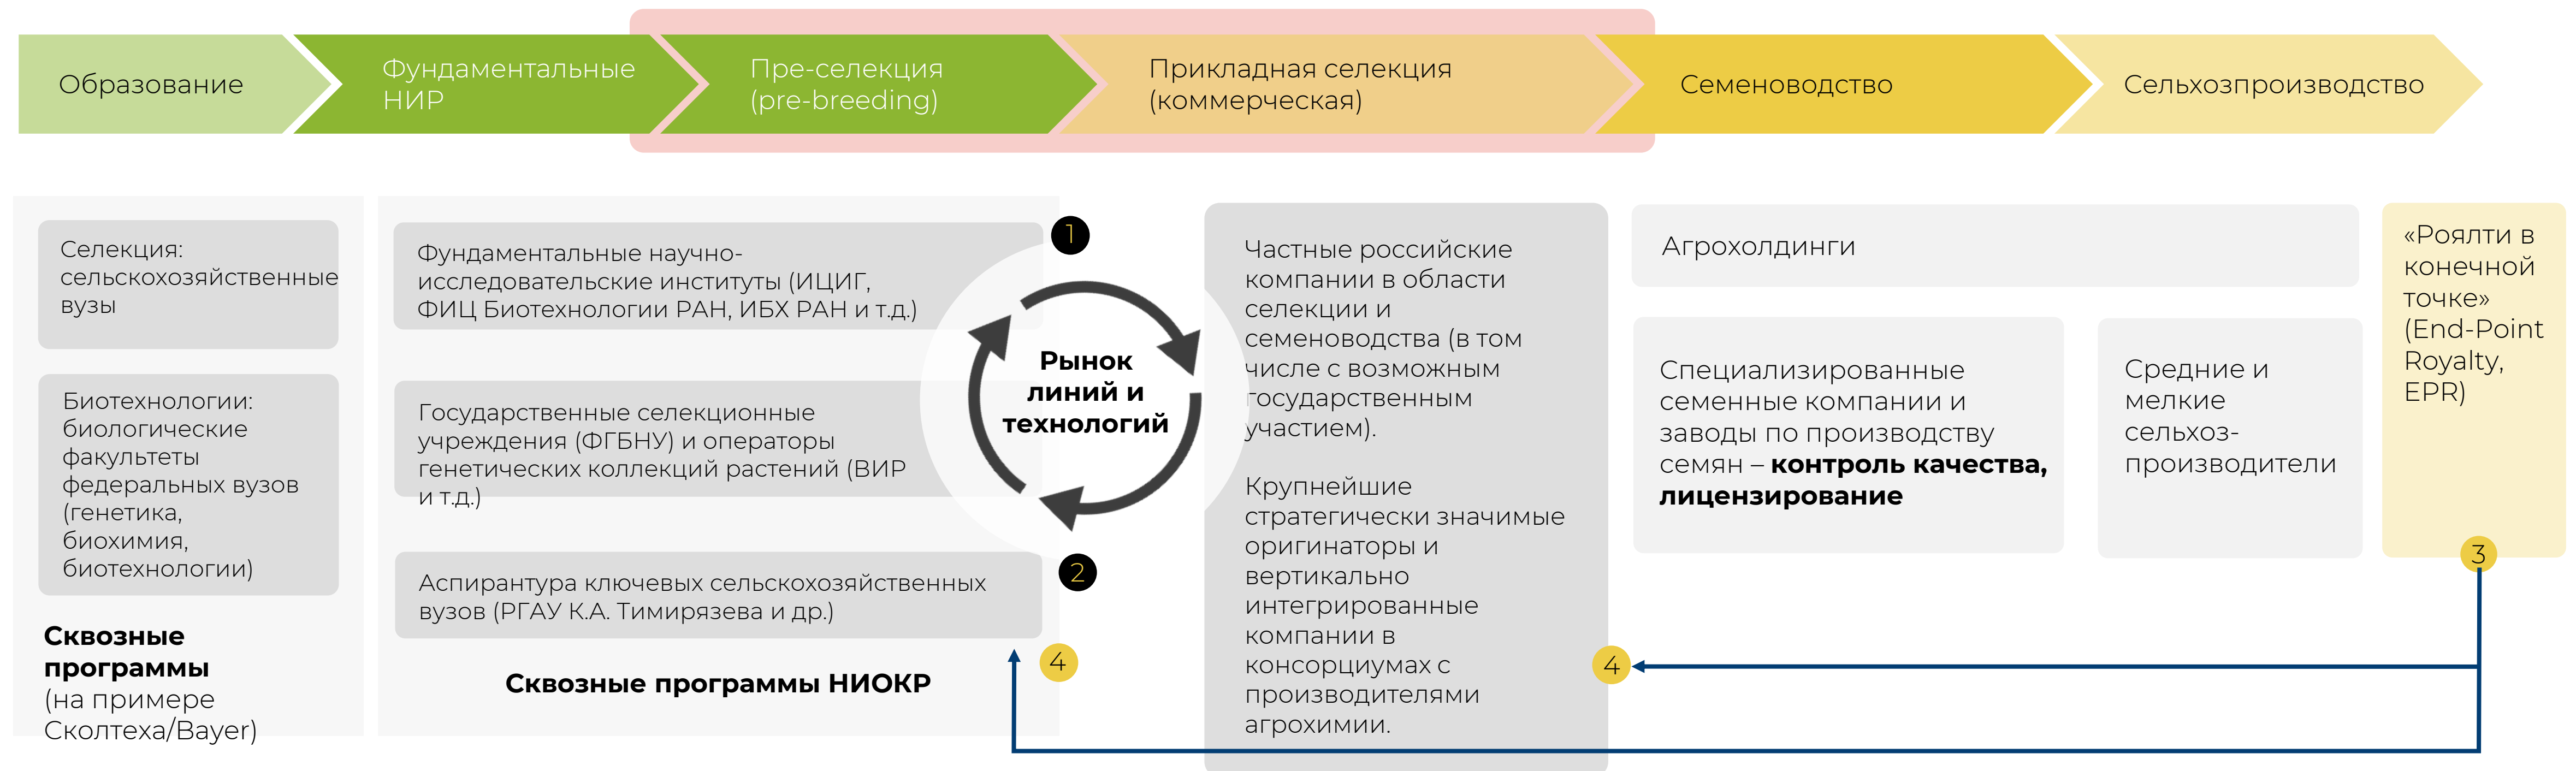 Образование
Фундаментальные
НИР
Пре-селекция
(pre-breeding)
Прикладная селекция
(коммерческая)
Семеноводство
Сельхозпроизводство
Селекция:
сельскохозяйственные
вузы
Биотехнологии:
биологические
факультеты
федеральных вузов
(генетика,
биохимия,
биотехнологии)
Сквозные
программы
(на примере
Сколтеха/Bayer)
Фундаментальные научно-
исследовательские институты (ИЦИГ,
ФИЦ Биотехнологии РАН, ИБХ РАН и т.д.)
Государственные селекционные
учреждения (ФГБНУ) и операторы
генетических коллекций растений (ВИР
и т.д.)
Аспирантура ключевых сельскохозяйственных
вузов (РГАУ К.А. Тимирязева и др.)
Сквозные программы НИОКР
1
Рынок
линий и
технологий
2
4
Частные российские
компании в области
селекции и
семеноводства (в том
числе с возможным
государственным
участием).
Крупнейшие
стратегически значимые
оригинаторы и
вертикально
интегрированные
компании в
консорциумах с
производителями
агрохимии.
4
Агрохолдинги
Специализированные
семенные компании и
заводы по производству
семян – контроль качества,
лицензирование
Средние и
мелкие
сельхоз-
производители
«Роялти в
конечной
точке»
(End-Point
Royalty,
EPR)
3